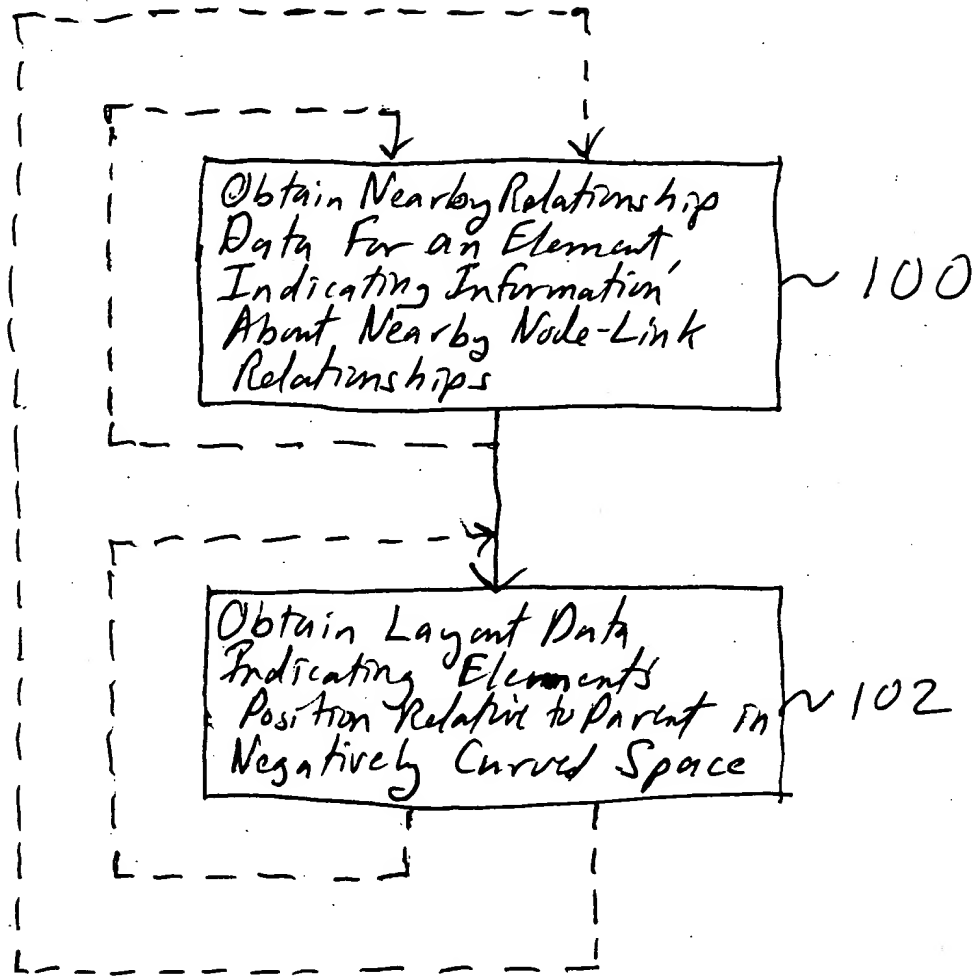 Obtain Nearby Relationship
Data For an Element,
Indicating Information
About Nearby Node-Link
Relationships
~ 100
Obtain Layout Data
Indicating Element's
Position Relative to Parent in
Negatively Curved Space
~ 102